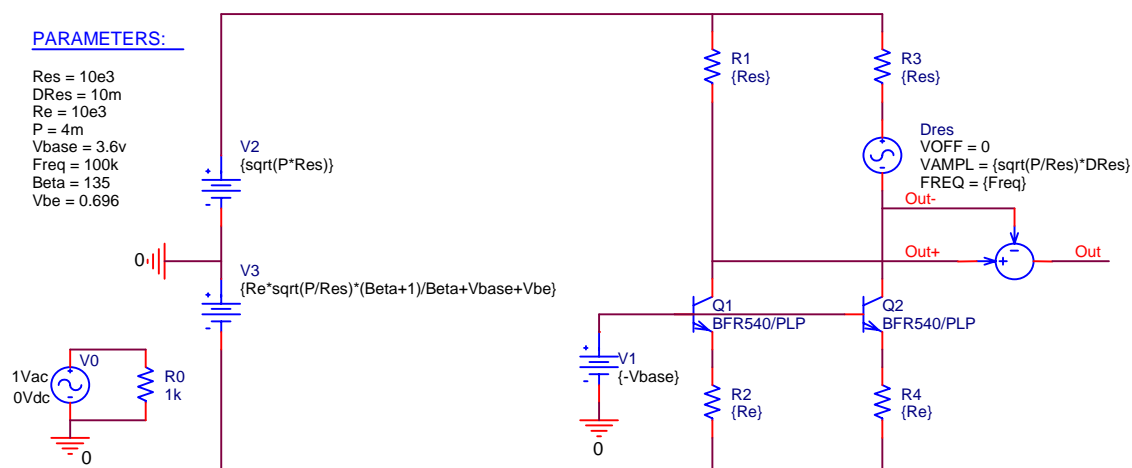 PARAMETERS:
Res = 10e3
DRes = 10m
Re = 10e3
P = 4m
Vbase = 3.6v
Freq = 100k
Beta = 135
Vbe = 0.696
V2
{sqrt(P*Res)}
0
V3
{Re*sqrt(P/Res)*(Beta+1)/Beta+Vbase+Vbe}
V0
1Vac
0Vdc
R0
1k
0
R1
{Res}
R3
{Res}
Dres
VOFF = 0
VAMPL = {sqrt(P/Res)*DRes}
FREQ = {Freq}
Out-
Out+
Out
Q1
BFR540/PLP
Q2
BFR540/PLP
V1
{-Vbase}
0
R2
{Re}
R4
{Re}